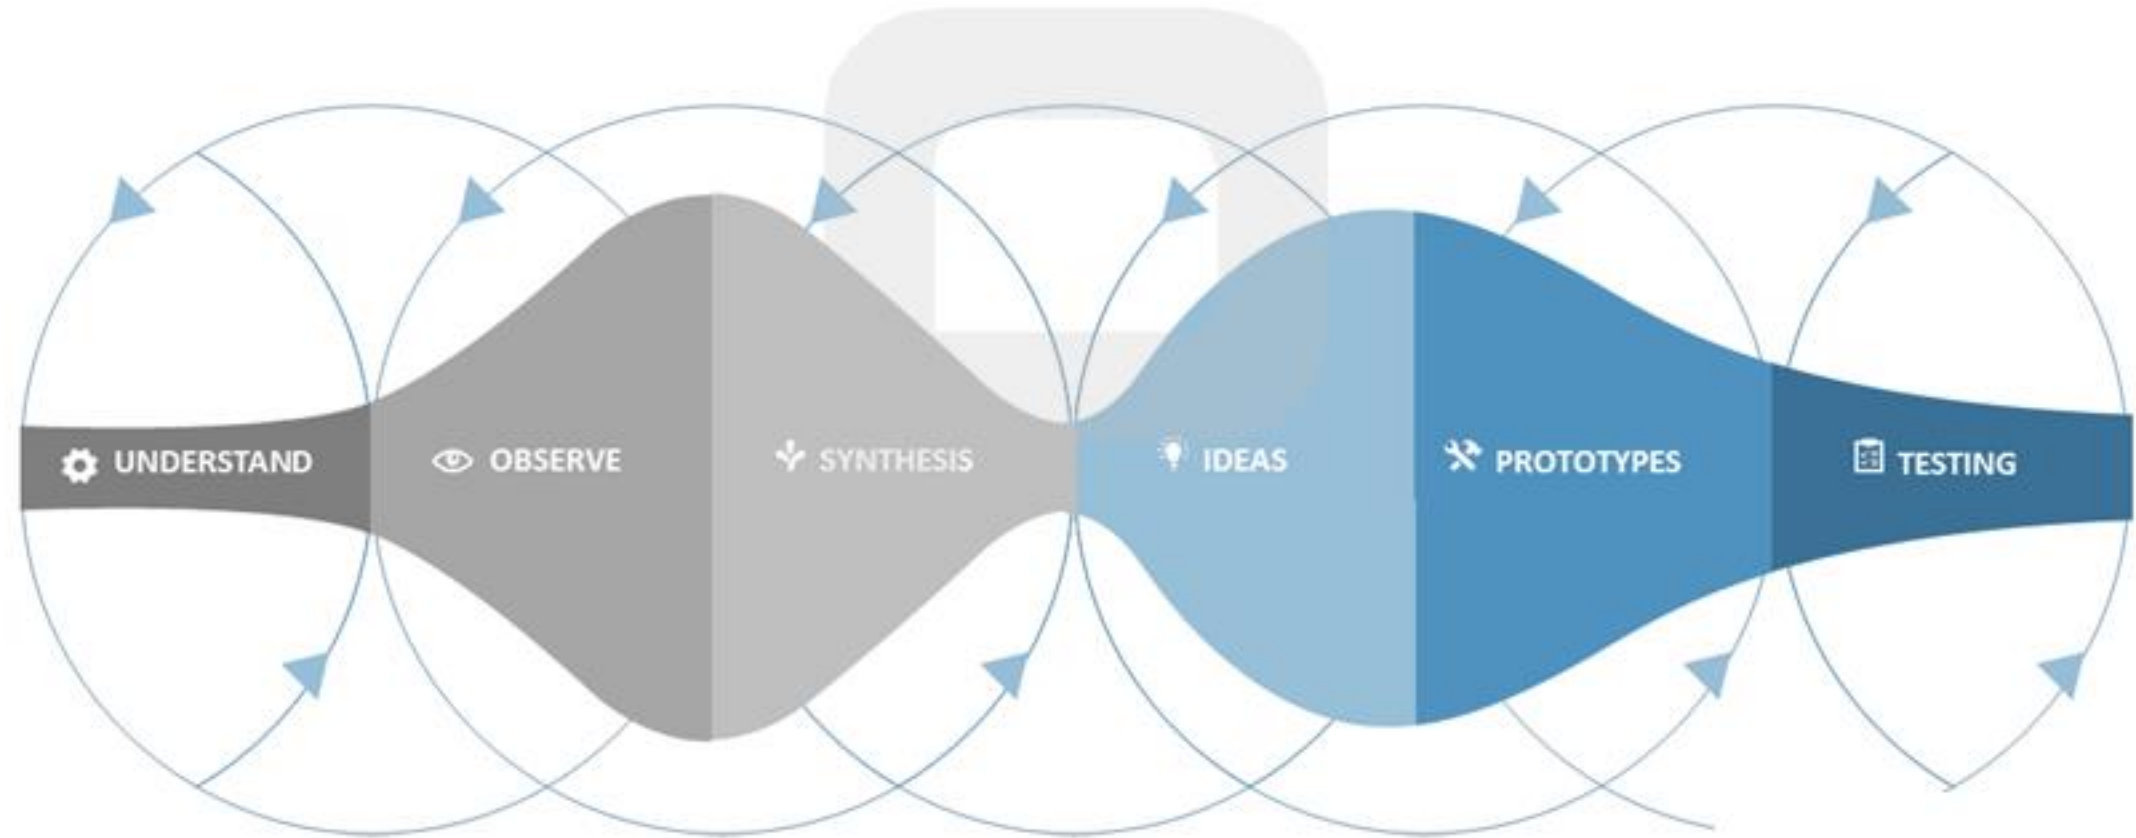 UNDERSTAND
OBSERVE
SYNTHESIS
IDEAS
PROTOTYPES
TESTING